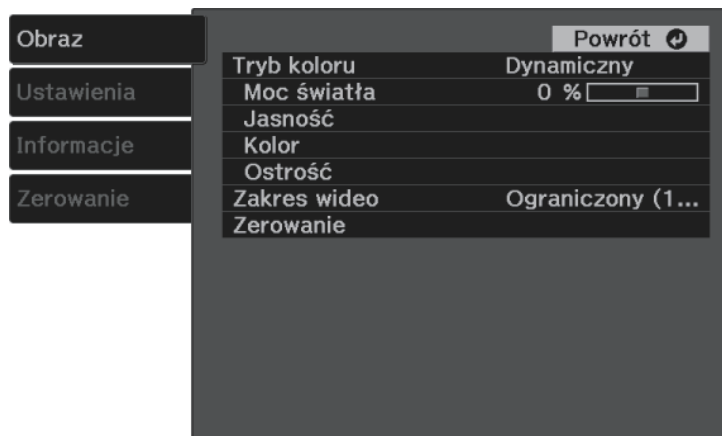 Obraz
Ustawienia
Informacje
Zerowanie
Powrót
Tryb koloru Dynamiczny
Moc światła 0 %
Jasność
Kolor
Ostrość
Zakres wideo Ograniczony (1...
Zerowanie